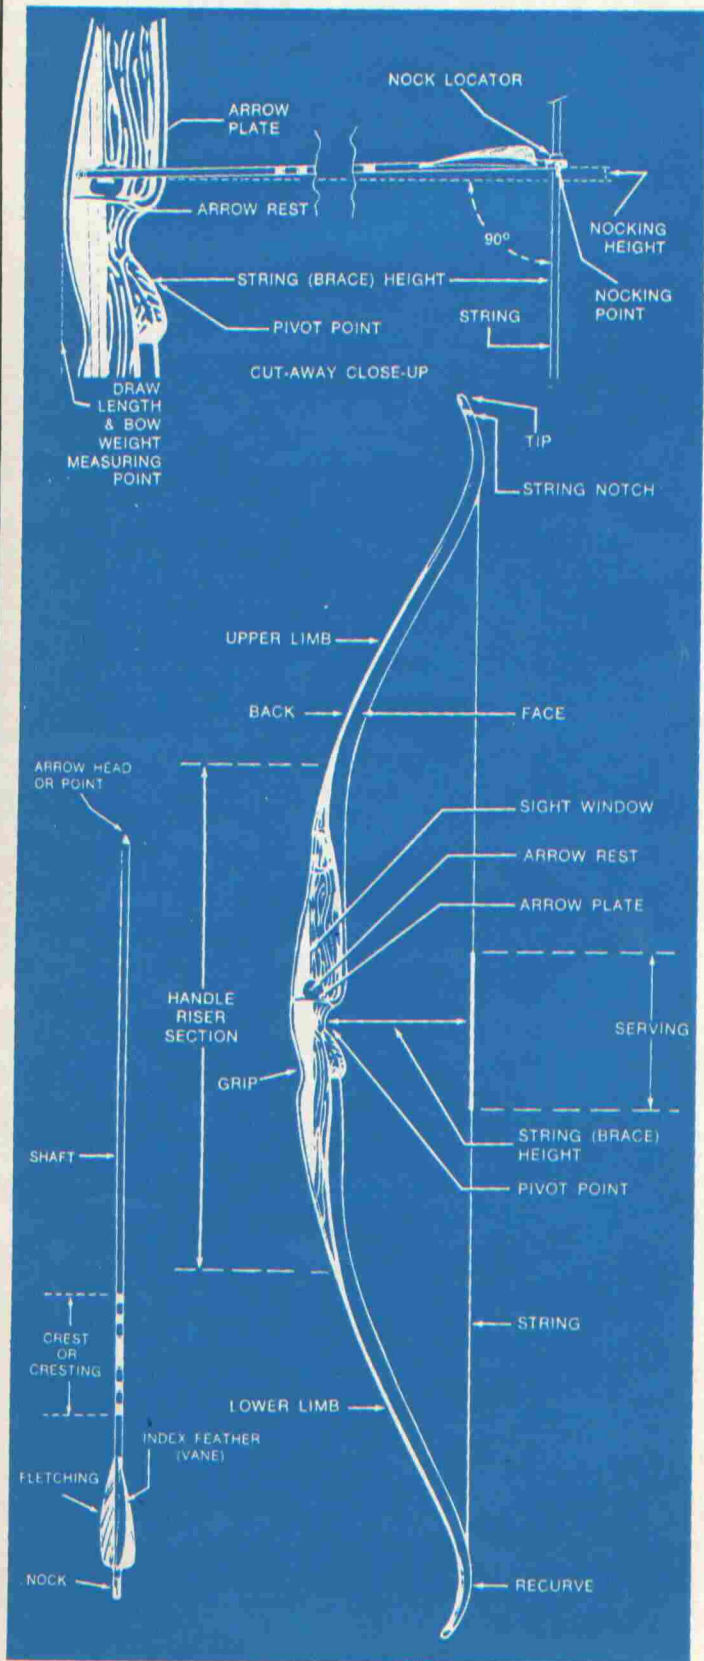 NOCK LOCATOR
ARROW
PLATE
ARROW REST
90°
NOCKING
HEIGHT
STRING (BRACE) HEIGHT
NOCKING
POINT
PIVOT POINT
STRING
CUT-AWAY CLOSE-UP
DRAW
LENGTH
& BOW
WEIGHT
MEASURING
POINT
TIP
STRING NOTCH
UPPER LIMB
BACK
FACE
ARROW HEAD
OR POINT
SIGHT WINDOW
ARROW REST
ARROW PLATE
HANDLE
RISER
SECTION
SERVING
GRIP
STRING (BRACE)
HEIGHT
SHAFT
PIVOT POINT
STRING
CREST
OR
CRESTING
LOWER LIMB
INDEX FEATHER
(VANE)
FLETCHING
NOCK
RECURVE